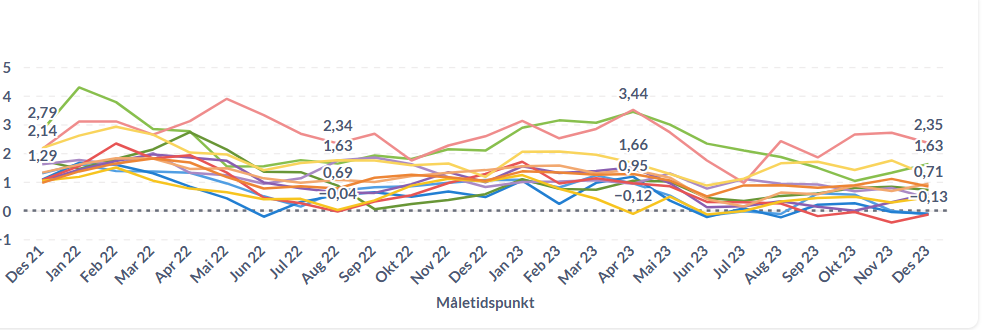 5
4
3
2
1
0
-1
2,79
2,14
1,29
2,34
1,63
0,69
−0,04
3,44
1,66
0,95
−0,12
2,35
1,63
0,71
−0,13
Des 21
Jan 22
Feb 22
Mar 22
Apr 22
Mai 22
Jun 22
Jul 22
Aug 22
Sep 22
Okt 22
Nov 22
Des 22
Jan 23
Feb 23
Mar 23
Apr 23
Mai 23
Jun 23
Jul 23
Aug 23
Sep 23
Okt 23
Nov 23
Des 23
Måletidspunkt